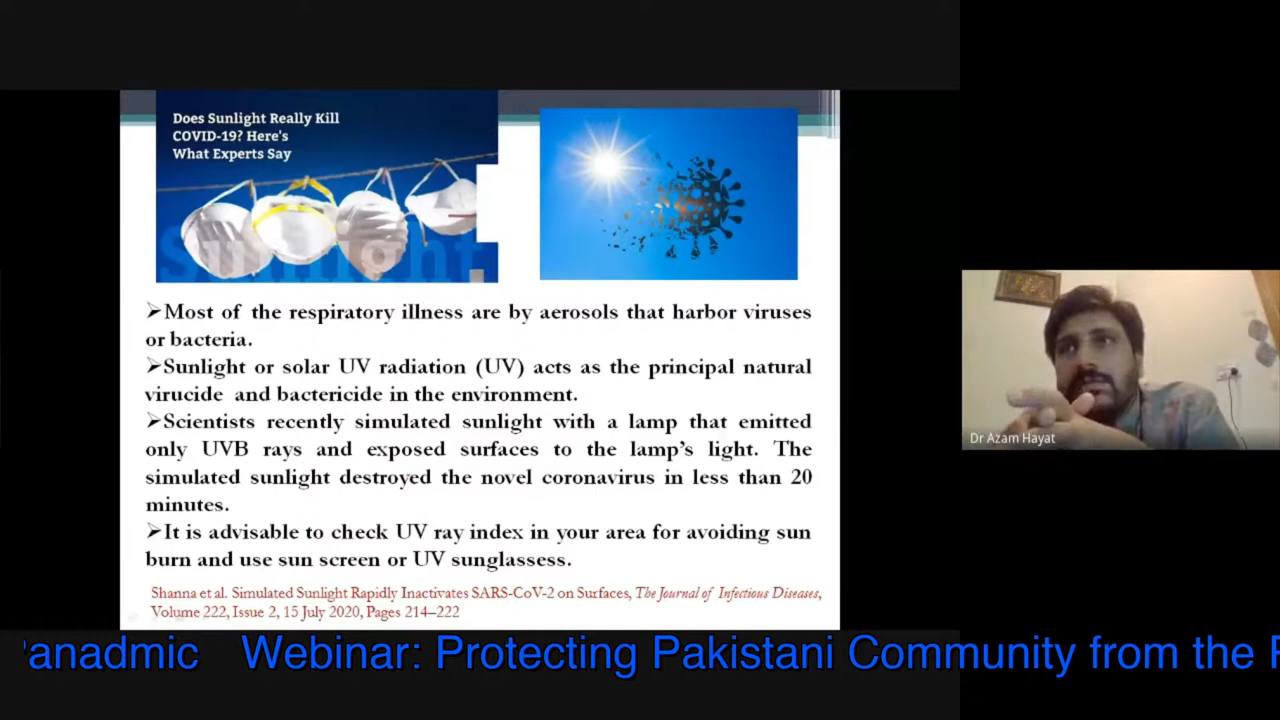 Does Sunlight Really Kill
COVID-19? Here's
What Experts Say
Sunlight
➢Most of the respiratory illness are by aerosols that harbor viruses
or bacteria.
➢Sunlight or solar UV radiation (UV) acts as the principal natural
virucide and bactericide in the environment.
➢Scientists recently simulated sunlight with a lamp that emitted
only UVB rays and exposed surfaces to the lamp's light. The
simulated sunlight destroyed the novel coronavirus in less than 20
minutes.
➢It is advisable to check UV ray index in your area for avoiding sun
burn and use sun screen or UV sunglassess.
Shanna et al. Simulated Sunlight Rapidly Inactivates SARS-CoV-2 on Surfaces, The Journal of Infectious Diseases,
Volume 222, Issue 2, 15 July 2020, Pages 214–222
Dr Azam Hayat
Panadmic Webinar: Protecting Pakistani Community from the P